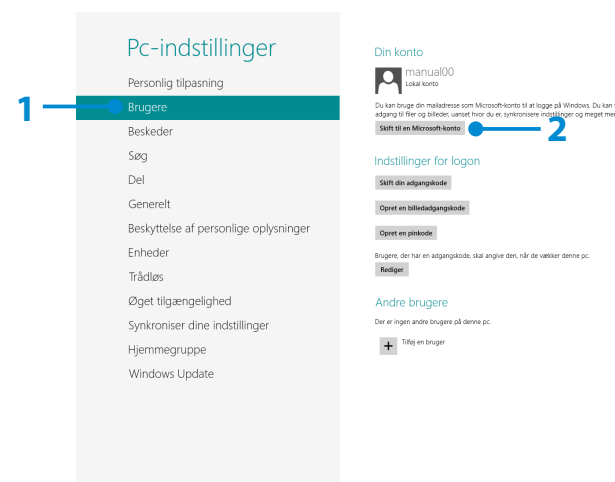 Pc-indstillinger
Personlig tilpasning
1
Brugere
Beskeder
Søg
Del
Generelt
Beskyttelse af personlige oplysninger
Enheder
Trådløs
Øget tilgængelighed
Synkroniser dine indstillinger
Hjemmegruppe
Windows Update
Din konto
manual00
Lokal konto
Du kan bruge din mailadresse som Microsoft-konto til at logge på Windows. Du kan
adgang til filer og billeder, uanset hvor du er, synkronisere indstillinger og meget
Skift til en Microsoft-konto
2
Indstillinger for logon
Skift din adgangskode
Opret en billedadgangskode
Opret en pinkode
Brugere, der har en adgangskode, skal angive den, når de vækker denne pc.
Rediger
Andre brugere
Der er ingen andre brugere på denne pc.
+ Tilføj en bruger